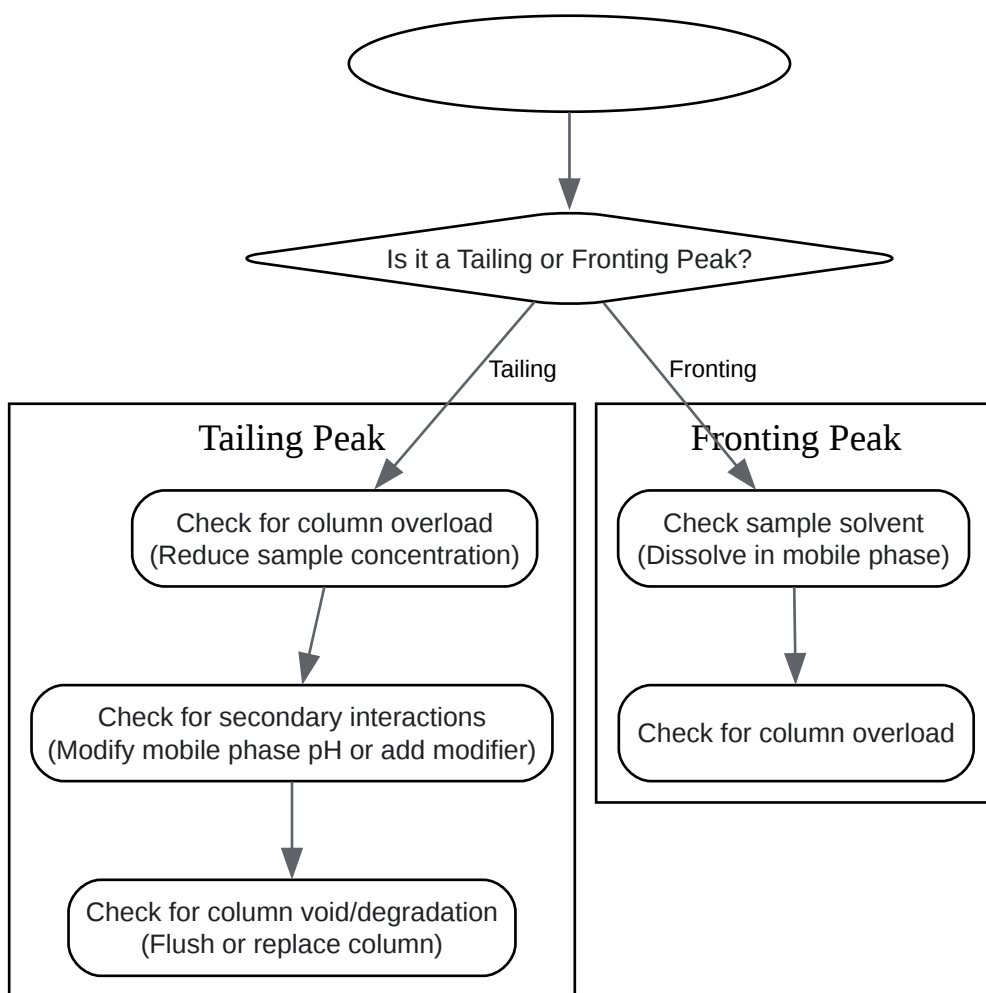 Is it a Tailing or Fronting Peak?
Tailing
Fronting
Tailing Peak
Check for column overload
(Reduce sample concentration)
Check for secondary interactions
(Modify mobile phase pH or add modifier)
Check for column void/degradation
(Flush or replace column)
Fronting Peak
Check sample solvent
(Dissolve in mobile phase)
Check for column overload